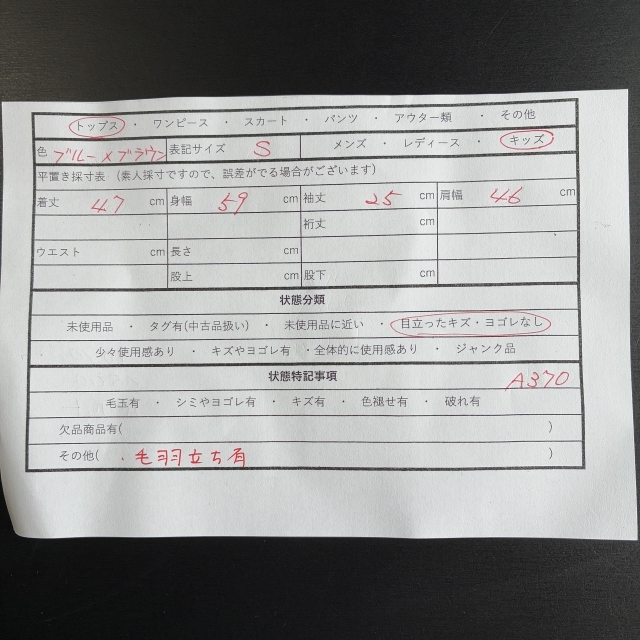 トップス ・ ワンピース ・ スカート ・ パンツ ・ アウター類 ・ その他
色 ブルー×ブラウン 表記サイズ S メンズ ・ レディース ・ キッズ
平置き採寸表 （素人採寸ですので、誤差がでる場合がございます）
着丈 47 cm 身幅 59 cm 袖丈 25 cm 肩幅 46 cm
裄丈 cm
ウエスト cm 長さ cm
股上 cm 股下 cm
状態分類
未使用品 ・ タグ有(中古品扱い) ・ 未使用品に近い ・ 目立ったキズ・ヨゴレなし
少々使用感あり ・ キズやヨゴレ有 ・全体的に使用感あり ・ ジャンク品
状態特記事項
A370
毛玉有 ・ シミやヨゴレ有 ・ キズ有 ・ 色褪せ有 ・ 破れ有
欠品商品有( )
その他( ・毛羽立ち有 )